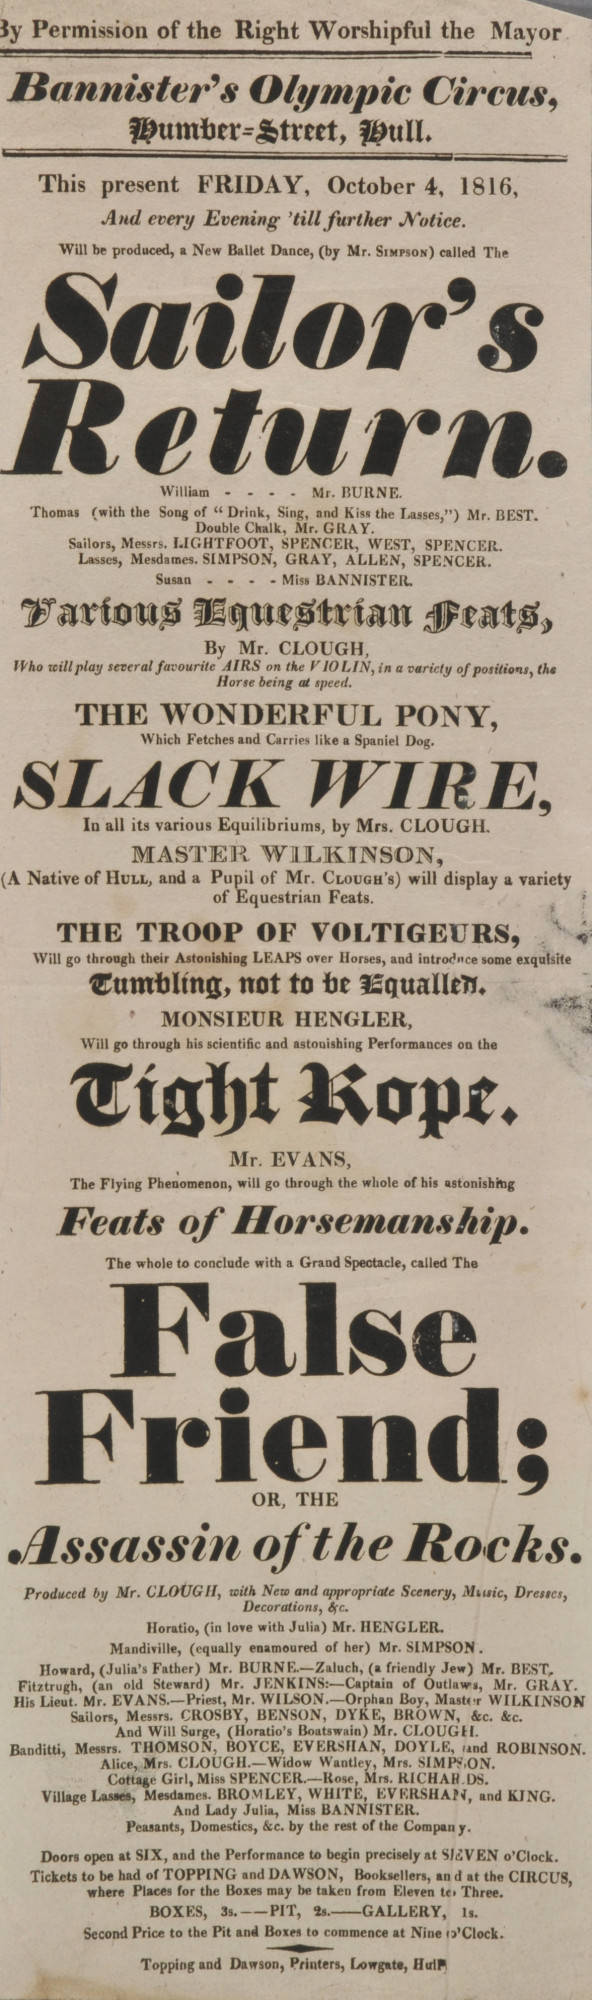 By Permission of the Right Worshipful the Mayor
Bannister's Olympic Circus,
Humber-Street, Hull.
This present FRIDAY, October 4, 1816,
And every Evening 'till further Notice.
Will be produced, a New Ballet Dance, (by Mr. SIMPSON) called The
Sailor's
Return.
William - - - - Mr. BURNE.
Thomas (with the Song of “ Drink, Sing, and Kiss the Lasses,”) Mr. BEST.
Double Chalk, Mr. GRAY.
Sailors, Messrs. LIGHTFOOT, SPENCER, WEST, SPENCER.
Lasses, Mesdames. SIMPSON, GRAY, ALLEN, SPENCER.
Susan - - - - Miss BANNISTER.
Various Equestrian Feats,
By Mr. CLOUGH,
Who will play several favourite AIRS on the VIOLIN, in a variety of positions, the
Horse being at speed.
THE WONDERFUL PONY,
Which Fetches and Carries like a Spaniel Dog.
SLACK WIRE,
In all its various Equilibriums, by Mrs. CLOUGH.
MASTER WILKINSON,
(A Native of HULL, and a Pupil of Mr. CLOUGH's) will display a variety
of Equestrian Feats.
THE TROOP OF VOLTIGEURS,
Will go through their Astonishing LEAPS over Horses, and introduce some exquisite
Tumbling, not to be Equalled.
MONSIEUR HENGLER,
Will go through his scientific and astonishing Performances on the
Tight Rope.
Mr. EVANS,
The Flying Phenomenon, will go through the whole of his astonishing
Feats of Horsemanship.
The whole to conclude with a Grand Spectacle, called The
False
Friend;
OR, THE
Assassin of the Rocks.
Produced by Mr. CLOUGH, with New and appropriate Scenery, Music, Dresses,
Decorations, &c.
Horatio, (in love with Julia) Mr. HENGLER.
Mandiville, (equally enamoured of her) Mr. SIMPSON.
Howard, (Julia's Father) Mr. BURNE.—Zaluch, (a friendly Jew) Mr. BEST.
Fitztrugh, (an old Steward) Mr. JENKINS:—Captain of Outlaws, Mr. GRAY.
His Lieut. Mr. EVANS.—Priest, Mr. WILSON.—Orphan Boy, Master WILKINSON
Sailors, Messrs. CROSBY, BENSON, DYKE, BROWN, &c. &c.
And Will Surge, (Horatio's Boatswain) Mr. CLOUGH.
Banditti, Messrs. THOMSON, BOYCE, EVERSHAN, DOYLE, and ROBINSON.
Alice, Mrs. CLOUGH.—Widow Wantley, Mrs. SIMPSON.
Cottage Girl, Miss SPENCER.—Rose, Mrs. RICHARDS.
Village Lasses, Mesdames. BROMLEY, WHITE, EVERSHAN, and KING.
And Lady Julia, Miss BANNISTER.
Peasants, Domestics, &c. by the rest of the Company.
Doors open at SIX, and the Performance to begin precisely at SEVEN o'Clock.
Tickets to be had of TOPPING and DAWSON, Booksellers, and at the CIRCUS,
where Places for the Boxes may be taken from Eleven to Three.
BOXES, 3s.——PIT, 2s.——GALLERY, 1s.
Second Price to the Pit and Boxes to commence at Nine o'Clock.
Topping and Dawson, Printers, Lowgate, Hull